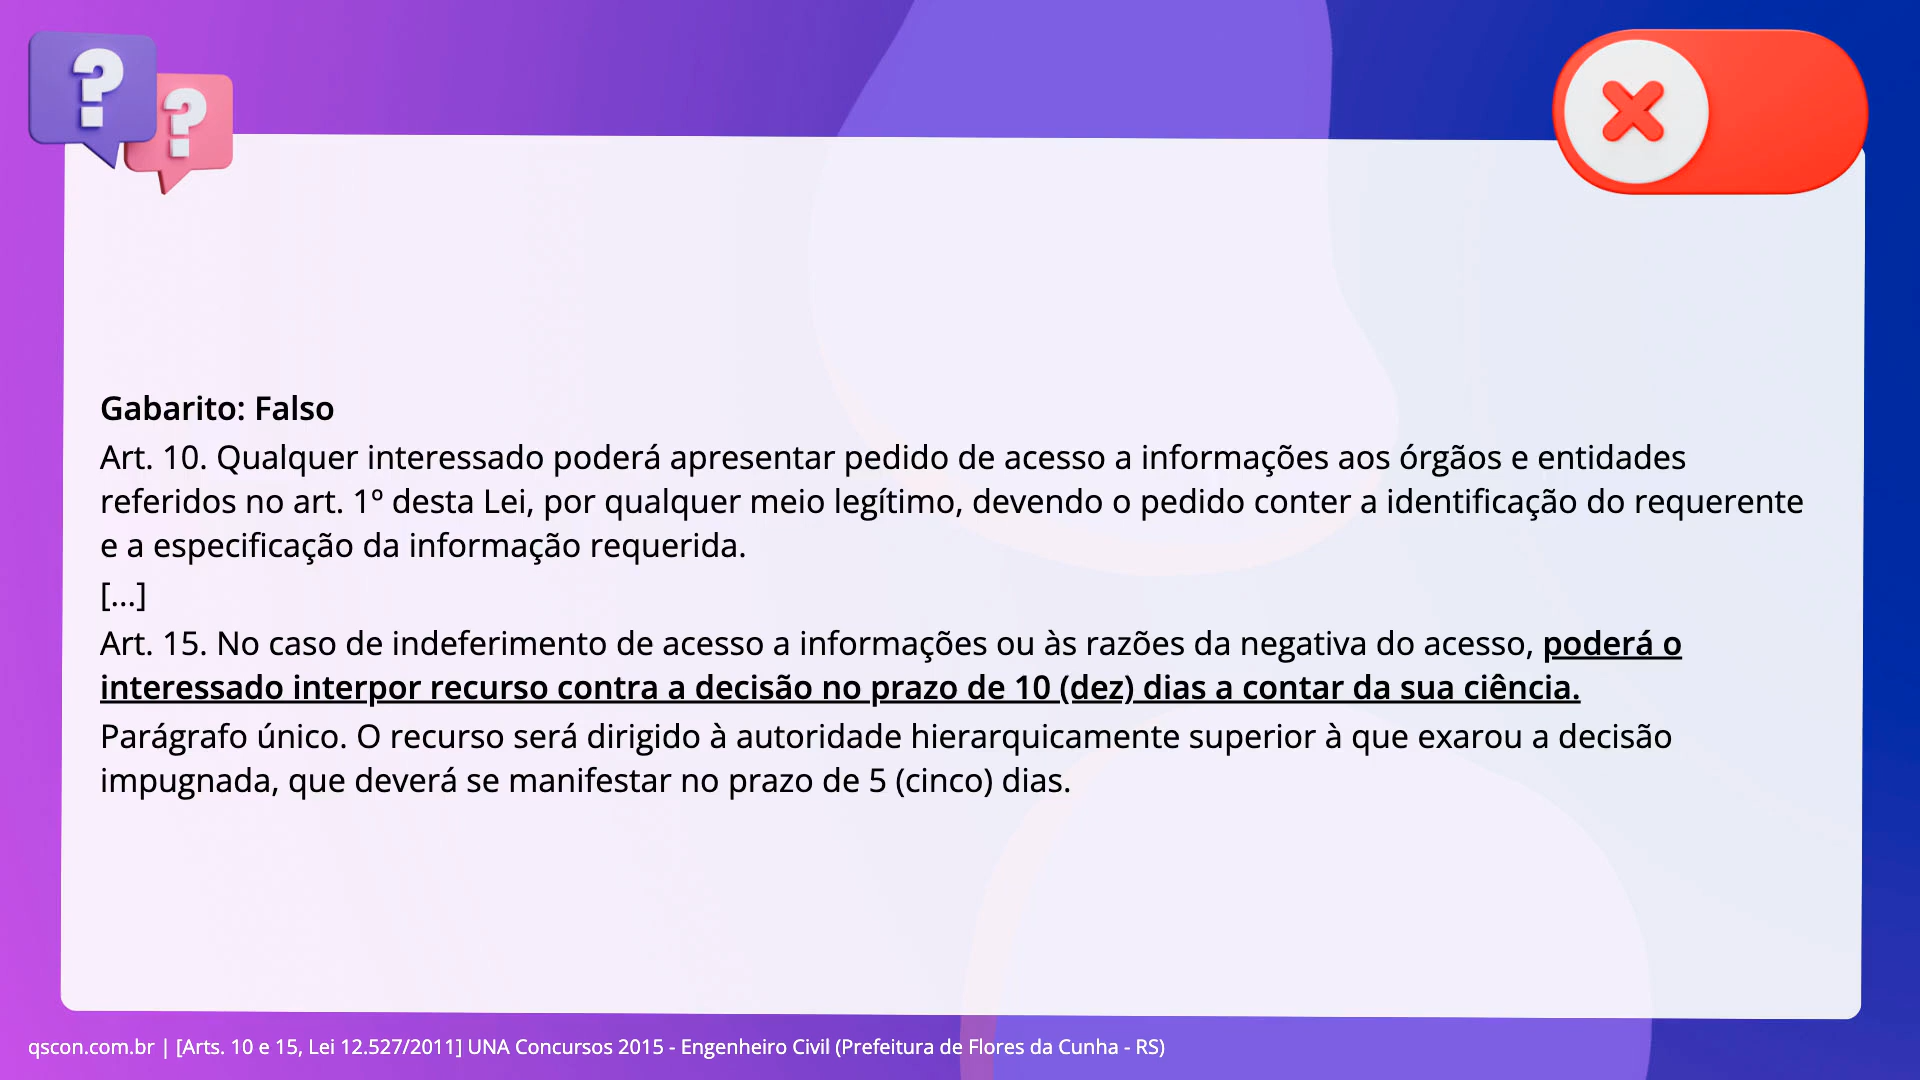 ? ?
Gabarito: Falso
Art. 10. Qualquer interessado poderá apresentar pedido de acesso a informações aos órgãos e entidades
referidos no art. 1º desta Lei, por qualquer meio legítimo, devendo o pedido conter a identificação do requerente
e a especificação da informação requerida.
[...]
Art. 15. No caso de indeferimento de acesso a informações ou às razões da negativa do acesso, poderá o
interessado interpor recurso contra a decisão no prazo de 10 (dez) dias a contar da sua ciência.
Parágrafo único. O recurso será dirigido à autoridade hierarquicamente superior à que exarou a decisão
impugnada, que deverá se manifestar no prazo de 5 (cinco) dias.
qscon.com.br | [Arts. 10 e 15, Lei 12.527/2011] UNA Concursos 2015 - Engenheiro Civil (Prefeitura de Flores da Cunha - RS)